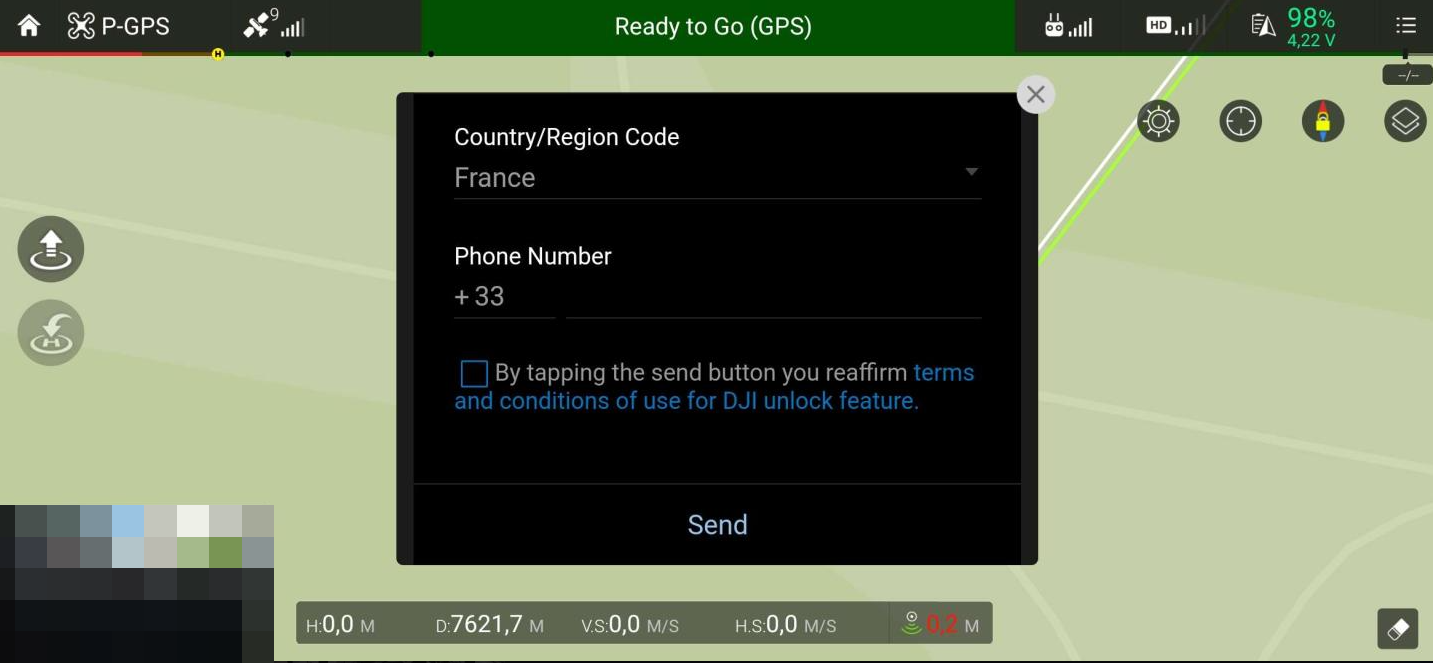 P-GPS
9
Ready to Go (GPS)
HD
98%
4,22 V
H
--/--
Country/Region Code
France
Phone Number
+ 33
By tapping the send button you reaffirm terms
and conditions of use for DJI unlock feature.
Send
H:0,0 M D:7621,7 M V.S:0,0 M/S H.S:0,0 M/S 0,2 M